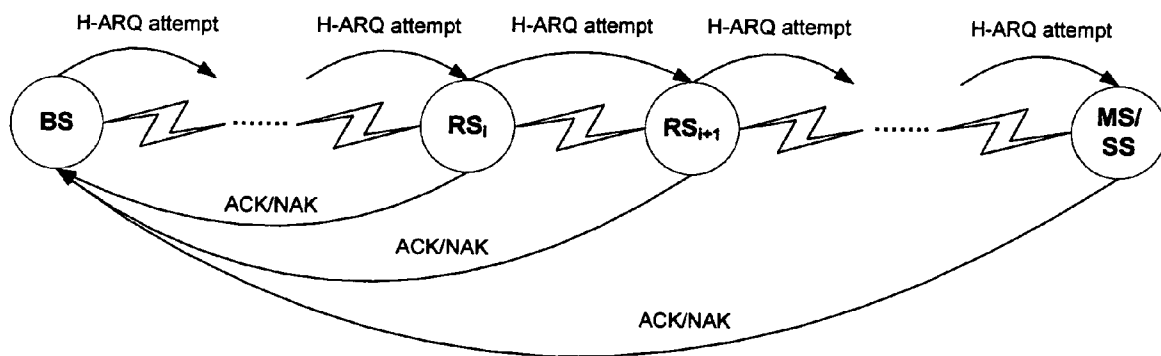 H-ARQ attempt
H-ARQ attempt
H-ARQ attempt
H-ARQ attempt
H-ARQ attempt
BS
RSi
RSi+1
MS/
SS
ACK/NAK
ACK/NAK
ACK/NAK